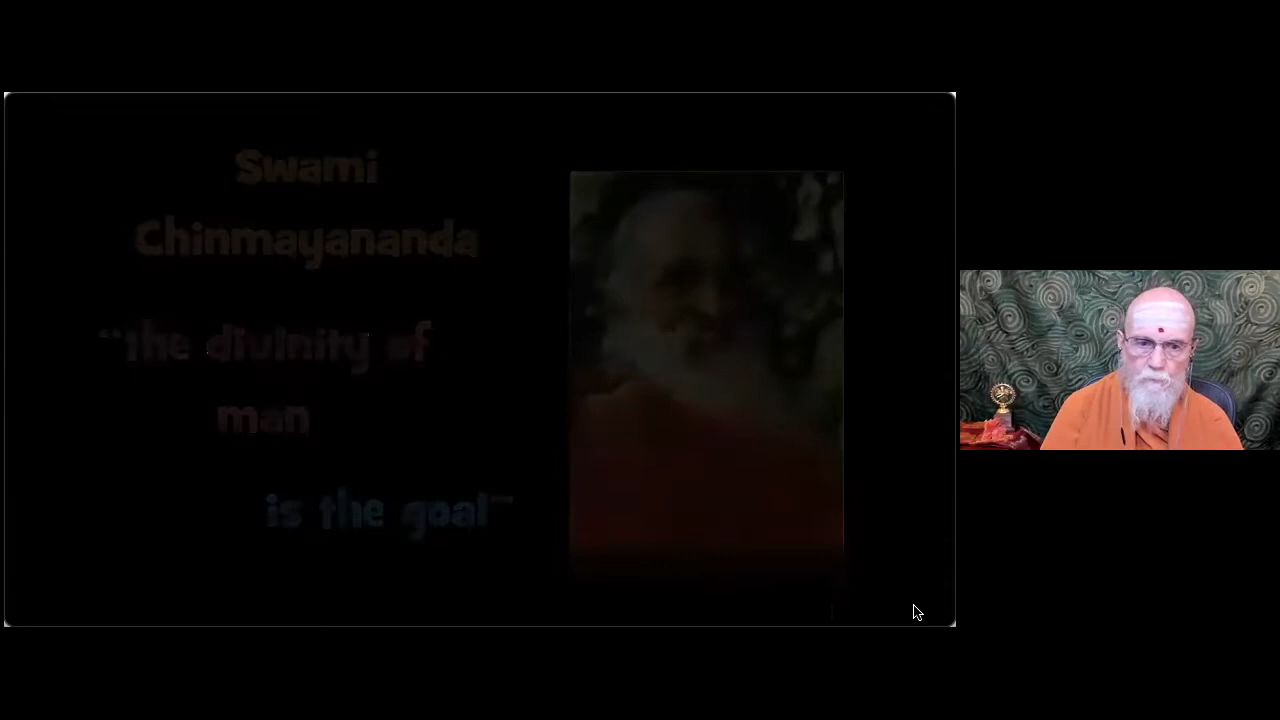 Swami
Chinmayananda
“the divinity of
man
is the goal”